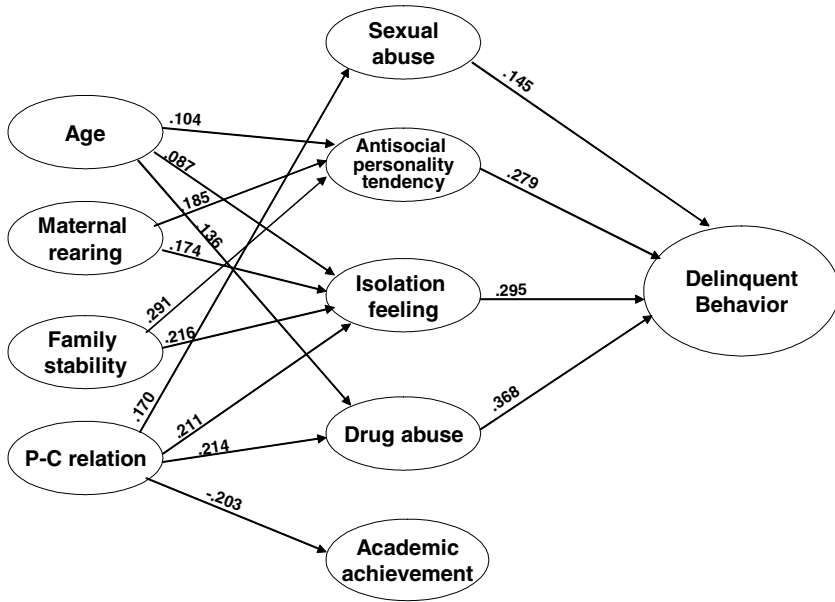 Sexual
abuse
.145
Age
.104
.087
Antisocial
personality
tendency
.279
Maternal
rearing
.185
.136
.174
Isolation
feeling
.295
Delinquent
Behavior
Family
stability
.291
.216
.170
.211
.214
Drug abuse
.368
P-C relation
-.203
Academic
achievement